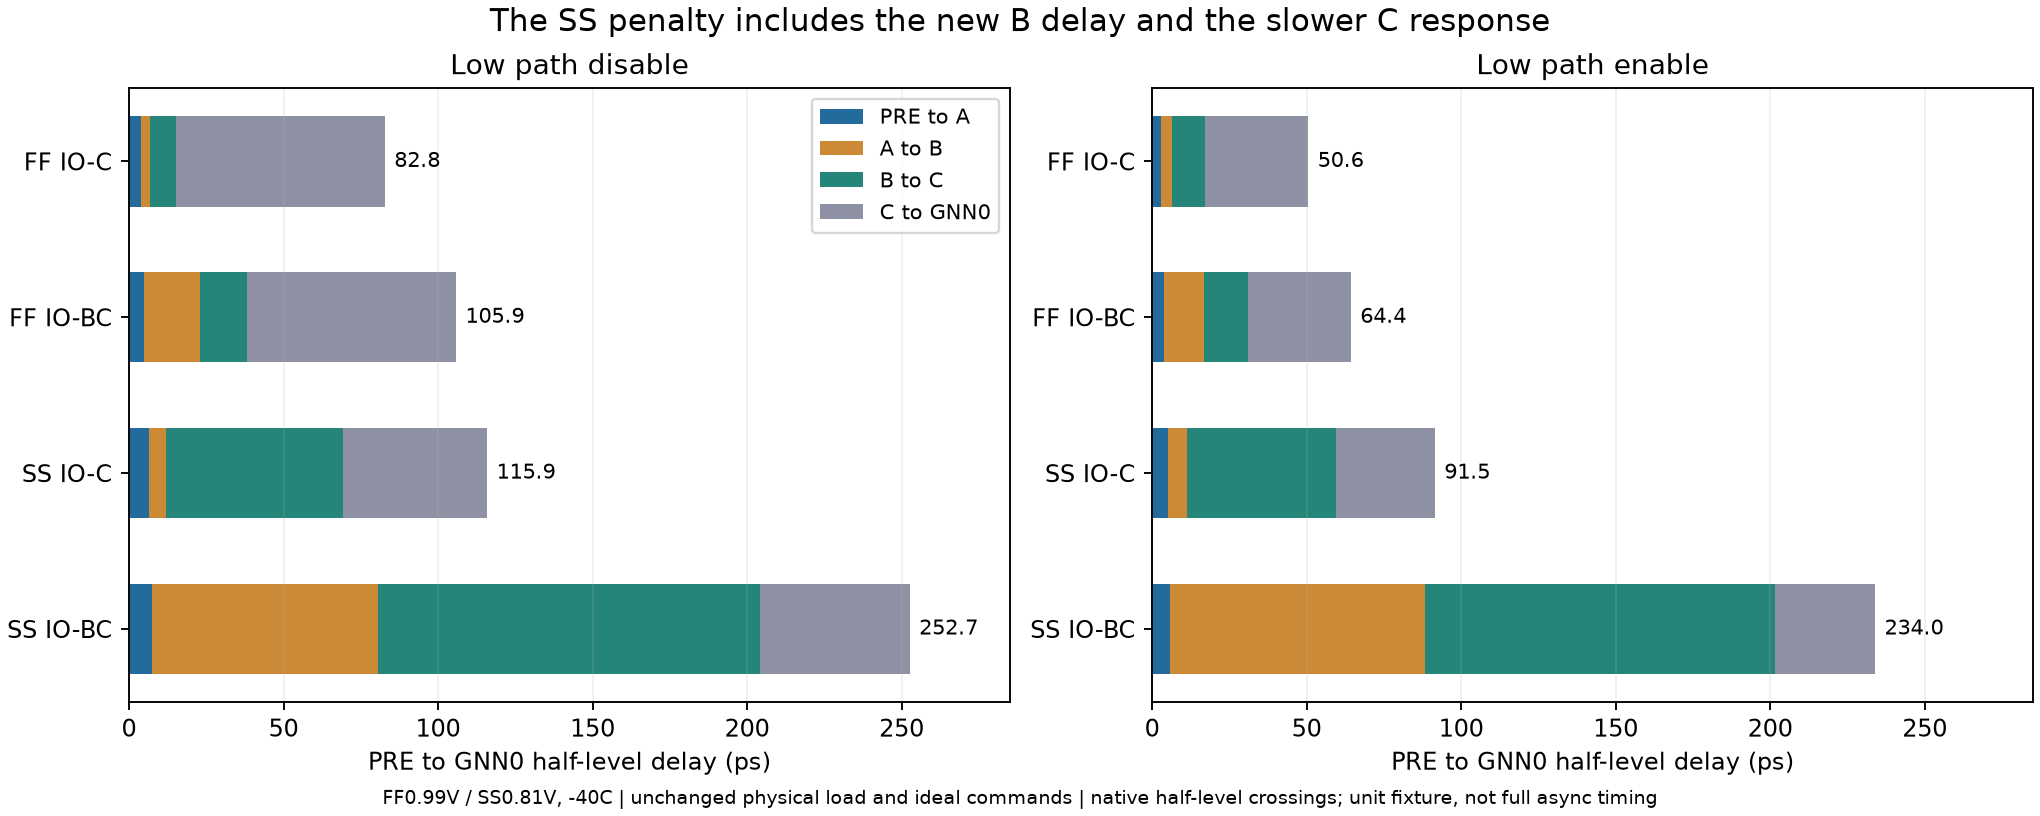 The SS penalty includes the new B delay and the slower C response
Low path disable
PRE to A
A to B
B to C
C to GNN0
FF IO-C
82.8
FF IO-BC
105.9
SS IO-C
115.9
SS IO-BC
252.7
0 50 100 150 200 250
PRE to GNN0 half-level delay (ps)
Low path enable
FF IO-C
50.6
FF IO-BC
64.4
SS IO-C
91.5
SS IO-BC
234.0
0 50 100 150 200 250
PRE to GNN0 half-level delay (ps)
FF0.99V / SS0.81V, -40C | unchanged physical load and ideal commands | native half-level crossings; unit fixture, not full async timing